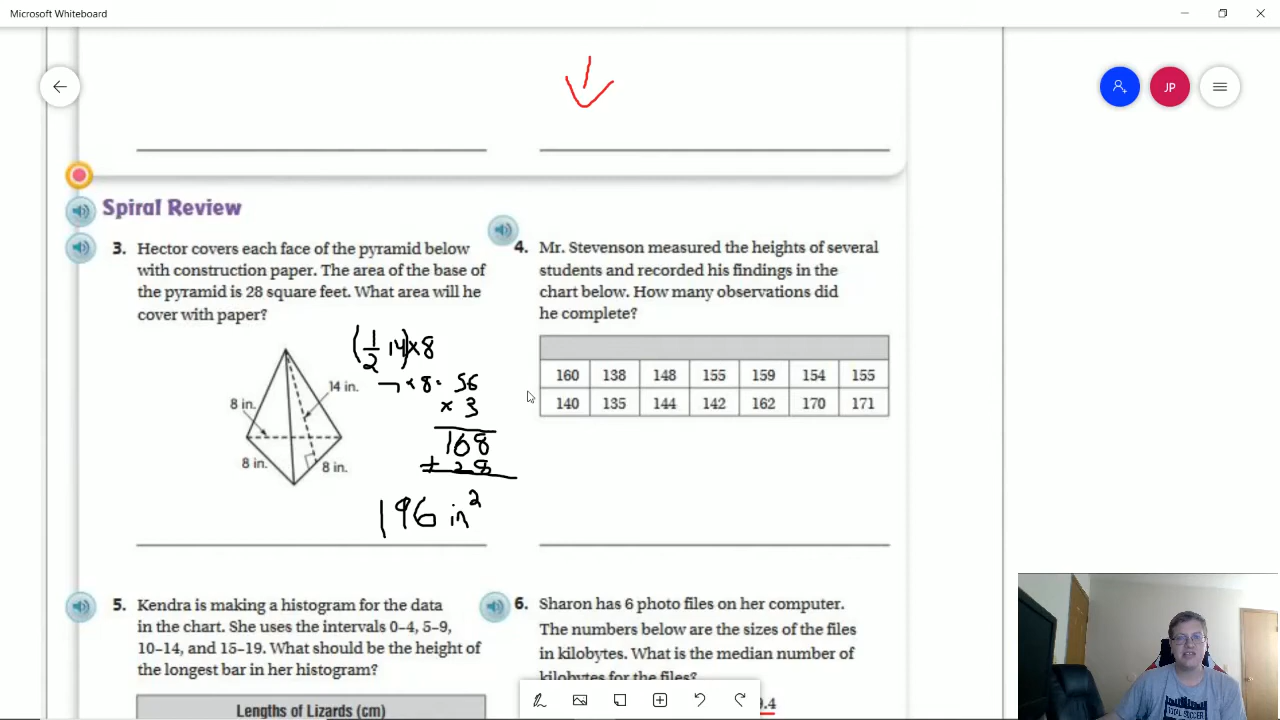 Microsoft Whiteboard
JP
Spiral Review
3. Hector covers each face of the pyramid below
with construction paper. The area of the base of
the pyramid is 28 square feet. What area will he
cover with paper?
14 in.
8 in.
8 in.
8 in.
(1/2 14)×8
7 × 8 = 56
× 3
168
+ 28
196 in²
4. Mr. Stevenson measured the heights of several
students and recorded his findings in the
chart below. How many observations did
he complete?
160 138 148 155 159 154 155
140 135 144 142 162 170 171
5. Kendra is making a histogram for the data
in the chart. She uses the intervals 0–4, 5–9,
10–14, and 15–19. What should be the height of
the longest bar in her histogram?
Lengths of Lizards (cm)
6. Sharon has 6 photo files on her computer.
The numbers below are the sizes of the files
in kilobytes. What is the median number of
kilobytes for the files?